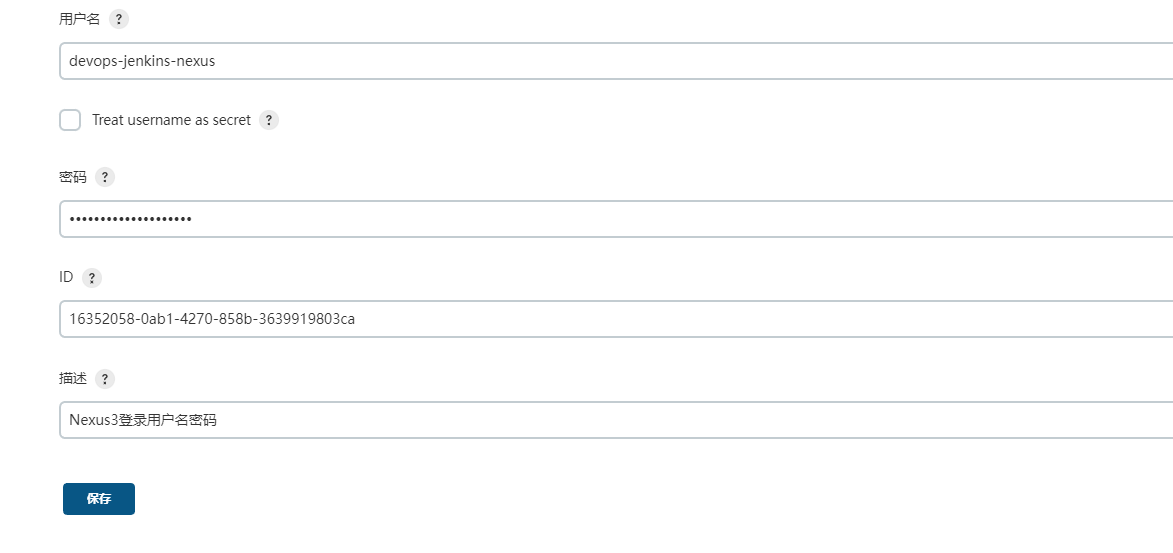 用户名 ?
devops-jenkins-nexus
Treat username as secret ?
密码 ?
••••••••••••••••••••
ID ?
16352058-0ab1-4270-858b-3639919803ca
描述 ?
Nexus3登录用户名密码
保存